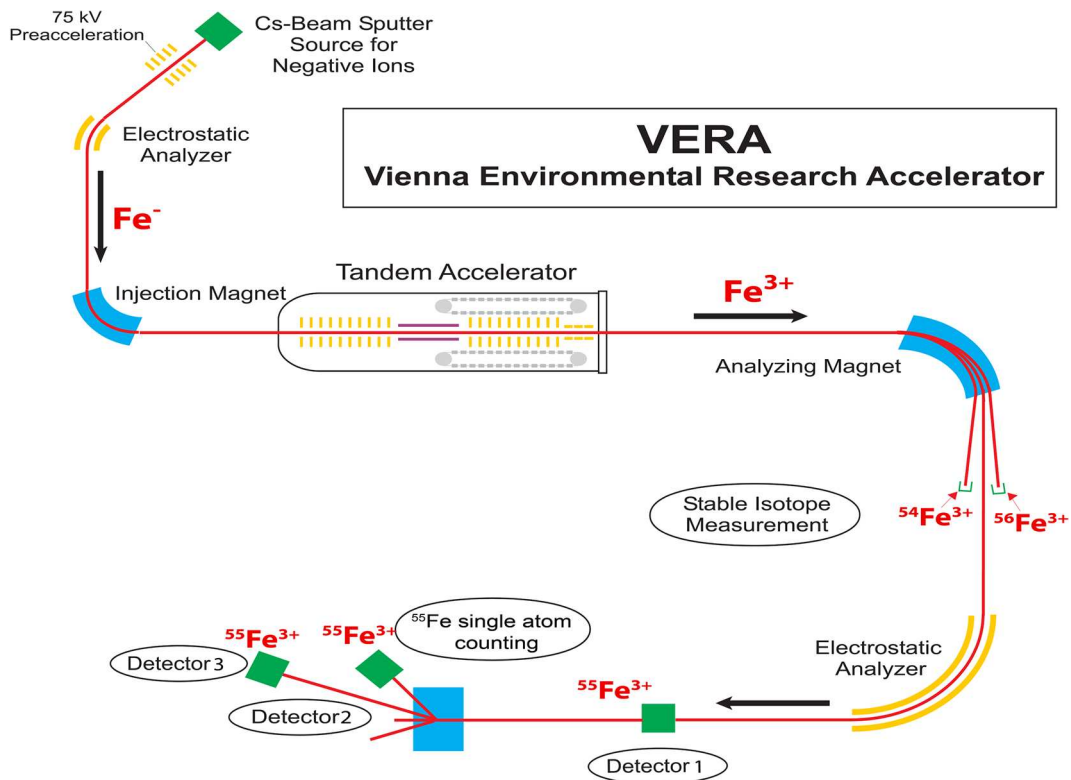 75 kV
Preacceleration
Cs-Beam Sputter
Source for
Negative Ions
VERA
Vienna Environmental Research Accelerator
Electrostatic
Analyzer
Fe⁻
Injection Magnet
Tandem Accelerator
Fe³⁺
Analyzing Magnet
Stable Isotope
Measurement
⁵⁴Fe³⁺
⁵⁶Fe³⁺
⁵⁵Fe³⁺
⁵⁵Fe³⁺
⁵⁵Fe single atom
counting
Detector3
Detector2
⁵⁵Fe³⁺
Electrostatic
Analyzer
Detector 1